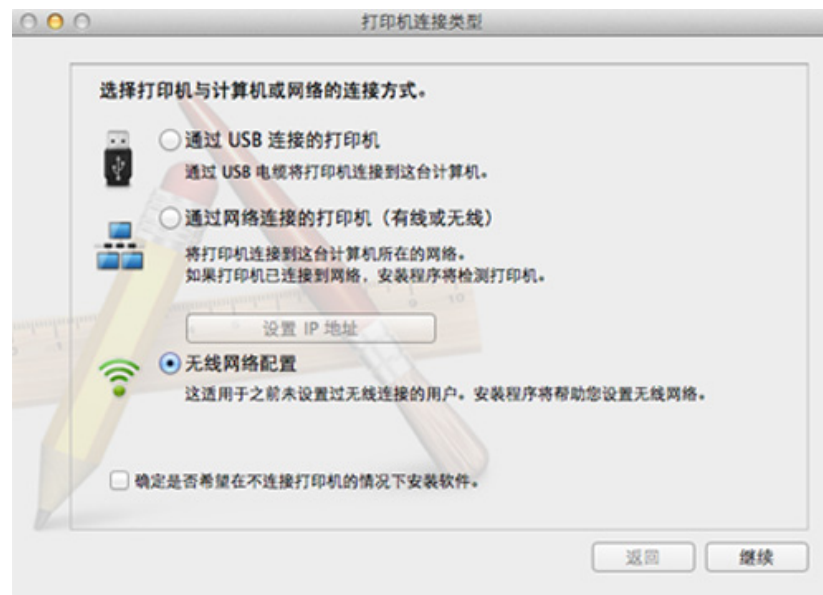 打印机连接类型
选择打印机与计算机或网络的连接方式。
通过 USB 连接的打印机
通过 USB 电缆将打印机连接到这台计算机。
通过网络连接的打印机（有线或无线）
将打印机连接到这台计算机所在的网络。
如果打印机已连接到网络，安装程序将检测打印机。
设置 IP 地址
无线网络配置
这适用于之前未设置过无线连接的用户。安装程序将帮助您设置无线网络。
确定是否希望在不连接打印机的情况下安装软件。
返回
继续